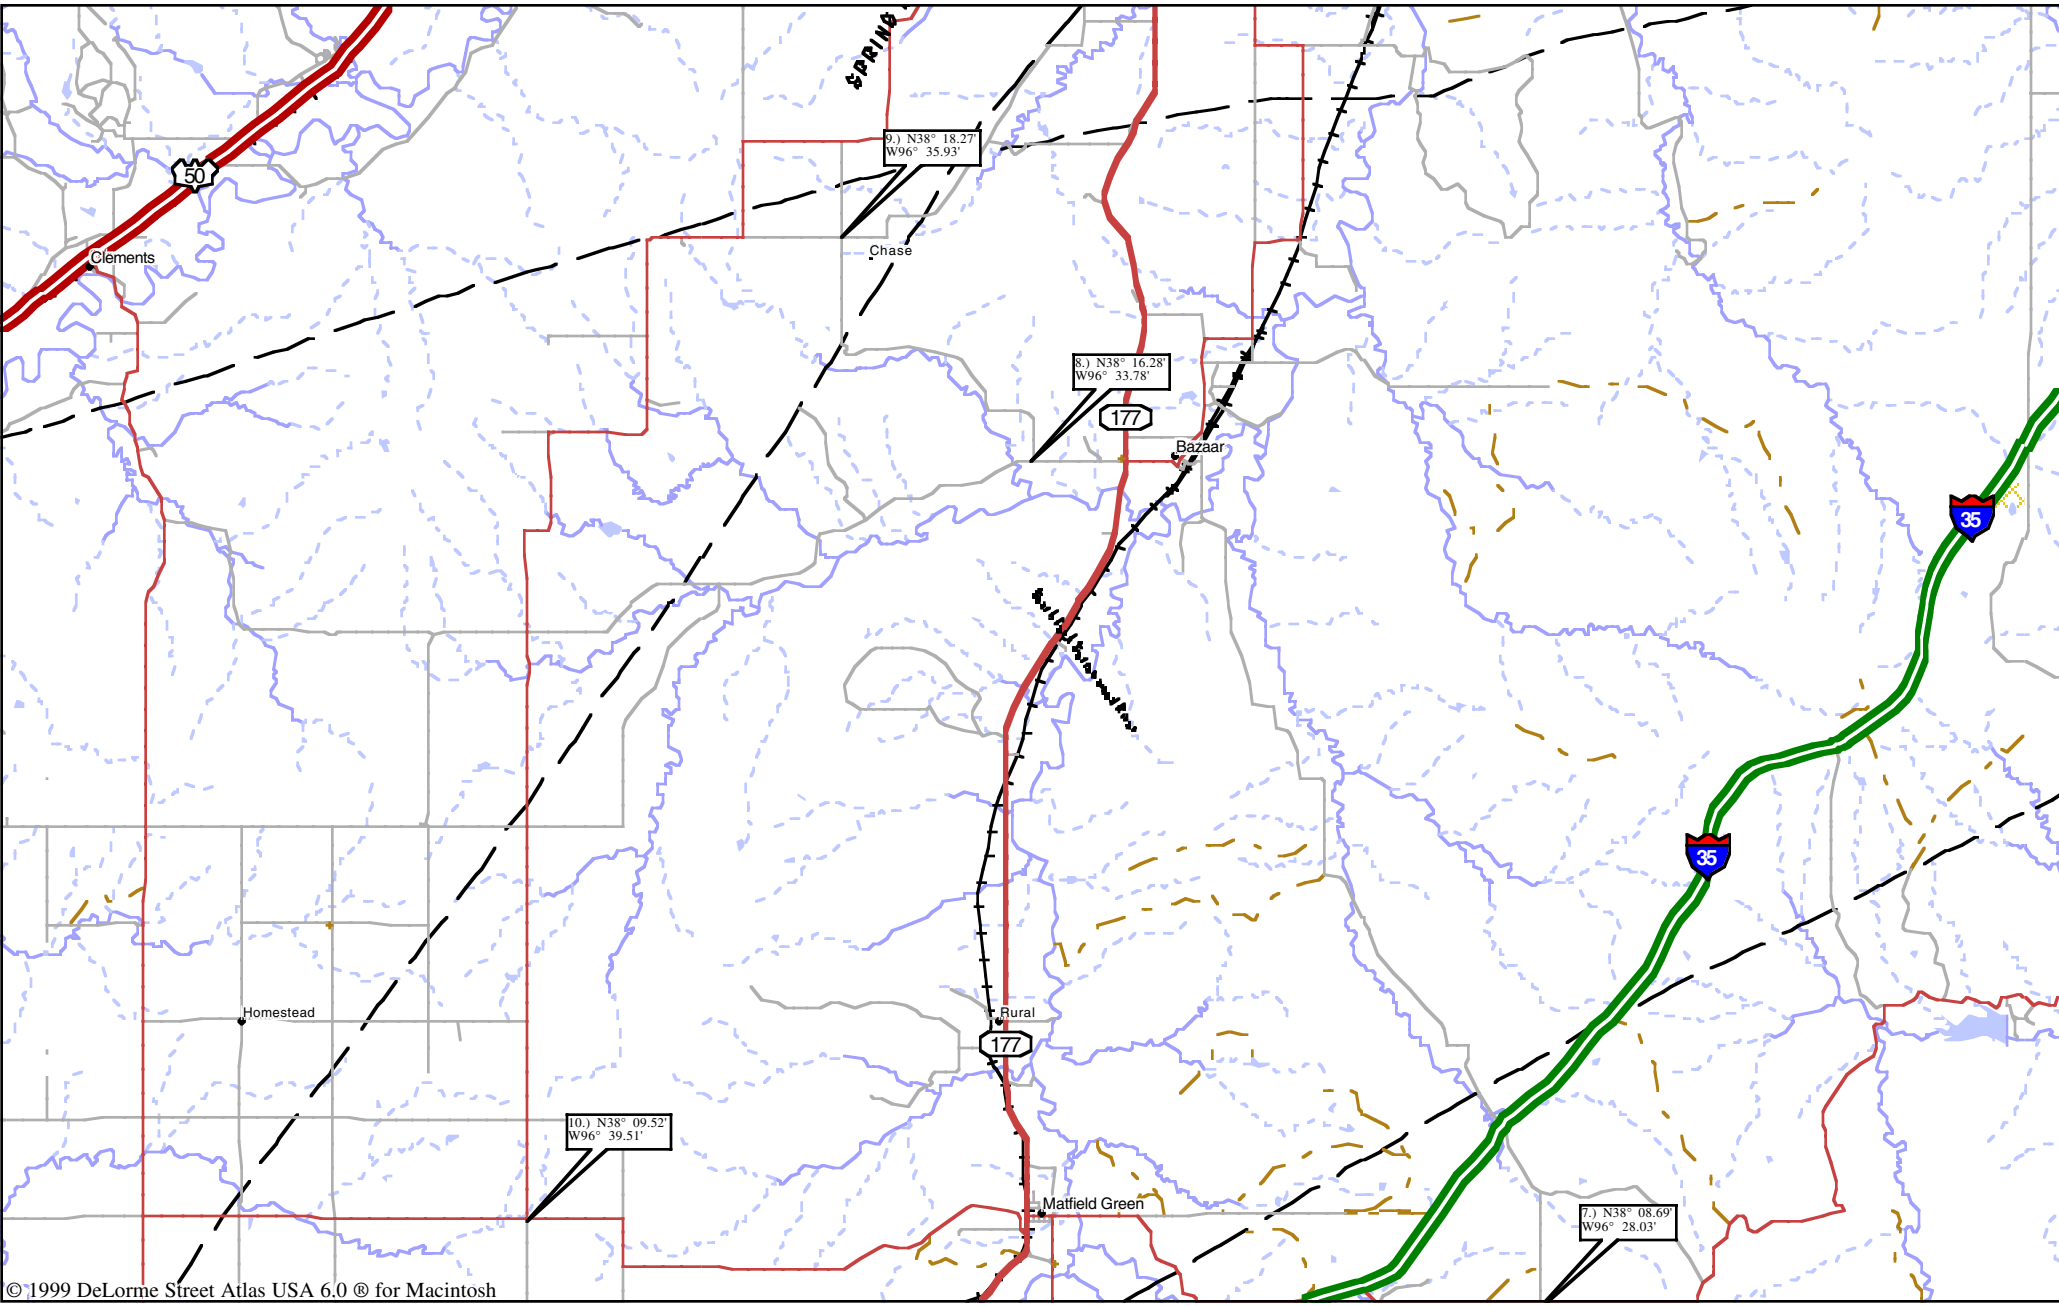 SPRING
9.) N38° 18.27'
W96° 35.93'
50
Clements
Chase
8.) N38° 16.28'
W96° 33.78'
177
Bazaar
35
35
Homestead
Rural
177
10.) N38° 09.52'
W96° 39.51'
Matfield Green
7.) N38° 08.69'
W96° 28.03'
© 1999 DeLorme Street Atlas USA 6.0 ® for Macintosh